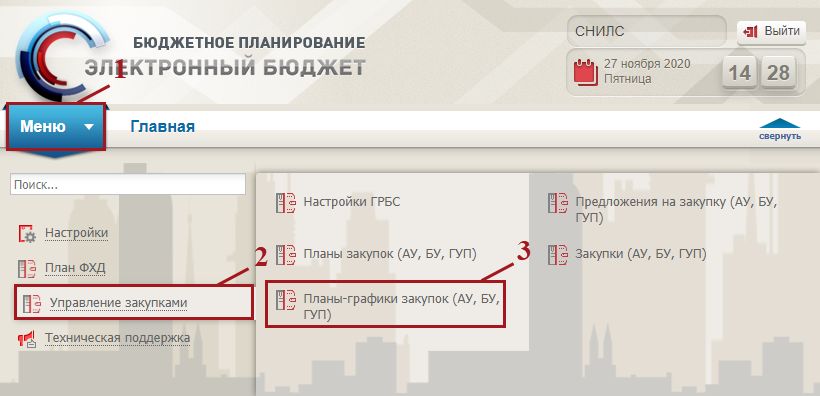 СНИЛС
Выйти
БЮДЖЕТНОЕ ПЛАНИРОВАНИЕ
ЭЛЕКТРОННЫЙ БЮДЖЕТ
27 ноября 2020
Пятница
14 28
1
Меню
Главная
свернуть
Поиск...
Настройки
План ФХД
2
Управление закупками
Техническая поддержка
Настройки ГРБС
Планы закупок (АУ, БУ, ГУП)
3
Планы-графики закупок (АУ, БУ,
ГУП)
Предложения на закупку (АУ, БУ,
ГУП)
Закупки (АУ, БУ, ГУП)